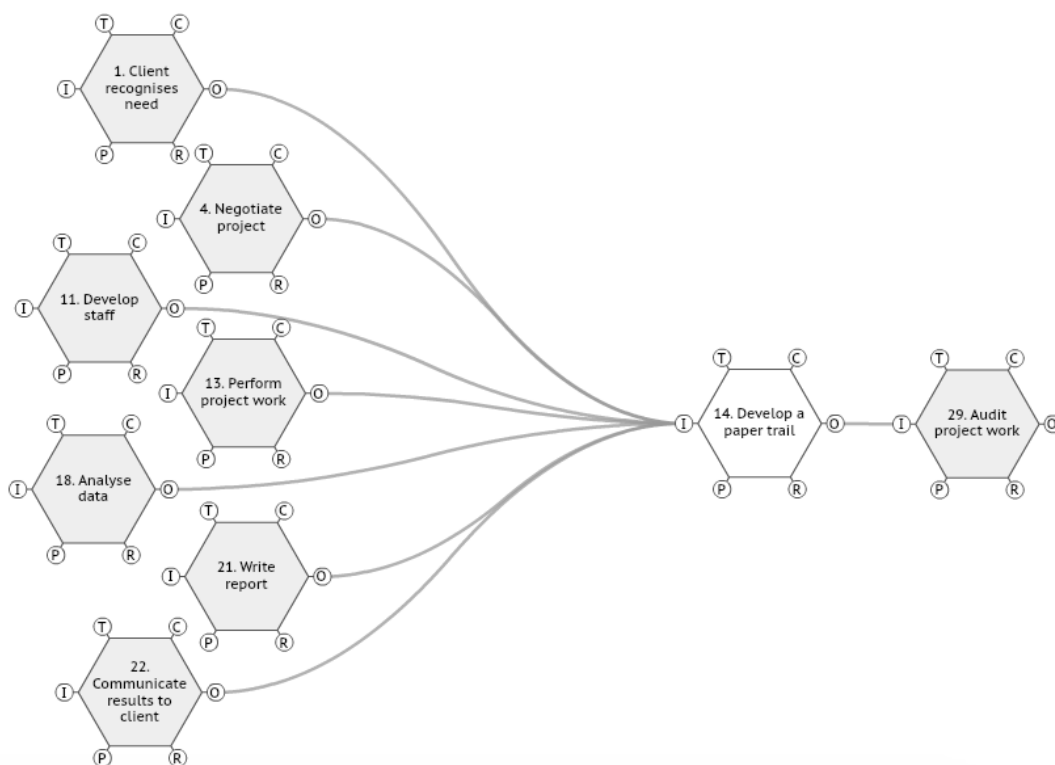 T C
1. Client
recognises
need
I O
P R
T C
4. Negotiate
project
I O
P R
T C
11. Develop
staff
I O
P R
T C
13. Perform
project work
I O
P R
T C
18. Analyse
data
I O
P R
T C
21. Write
report
I O
P R
T C
22.
Communicate
results to
client
I O
P R
T C
14. Develop a
paper trail
I O
P R
T C
29. Audit
project work
I O
P R